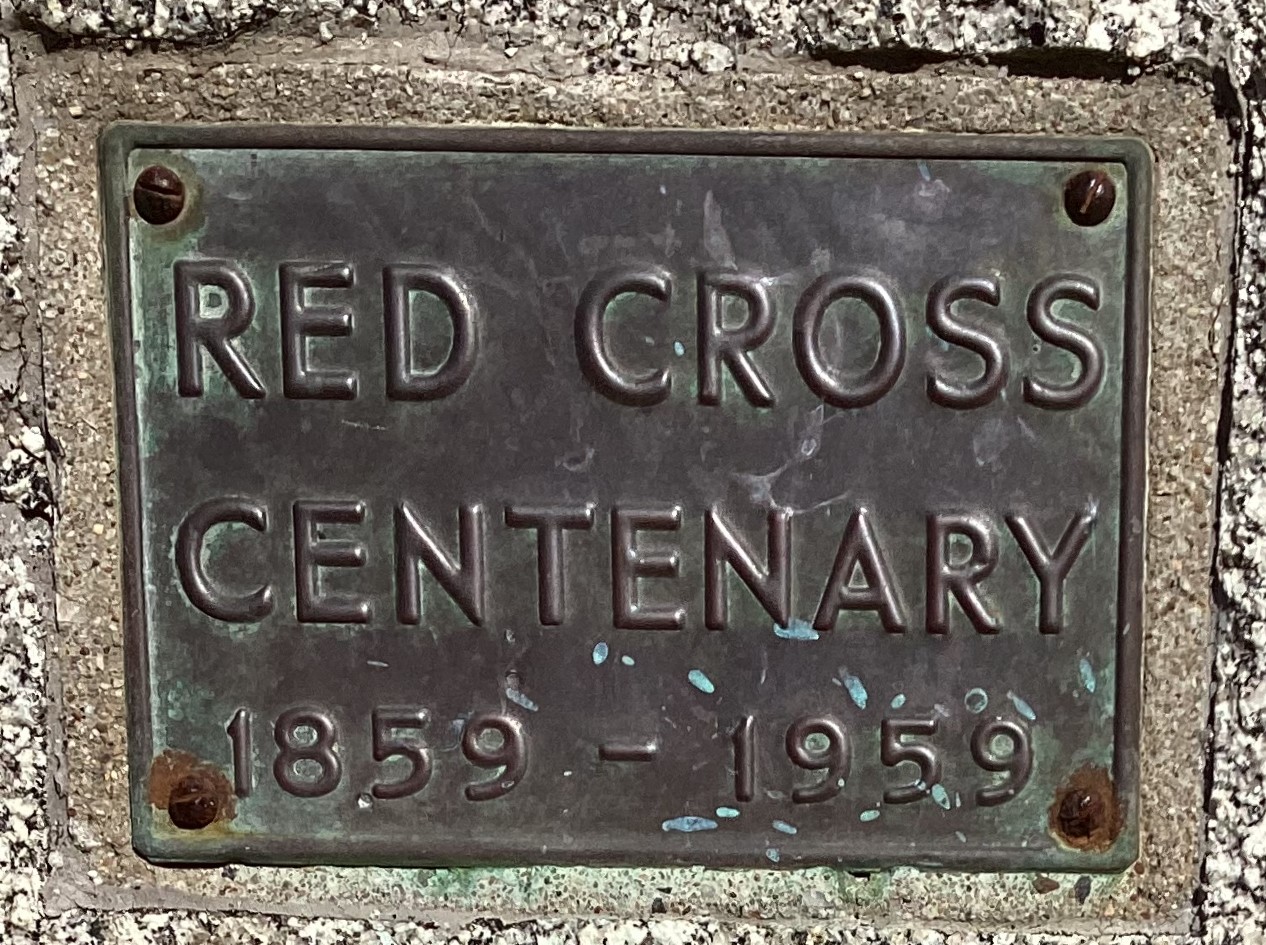 RED CROSS
CENTENARY
1859 - 1959